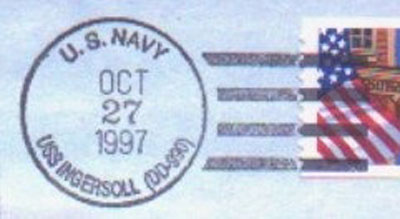 U.S. NAVY
OCT
27
1997
USS INGERSOLL (DD-990)